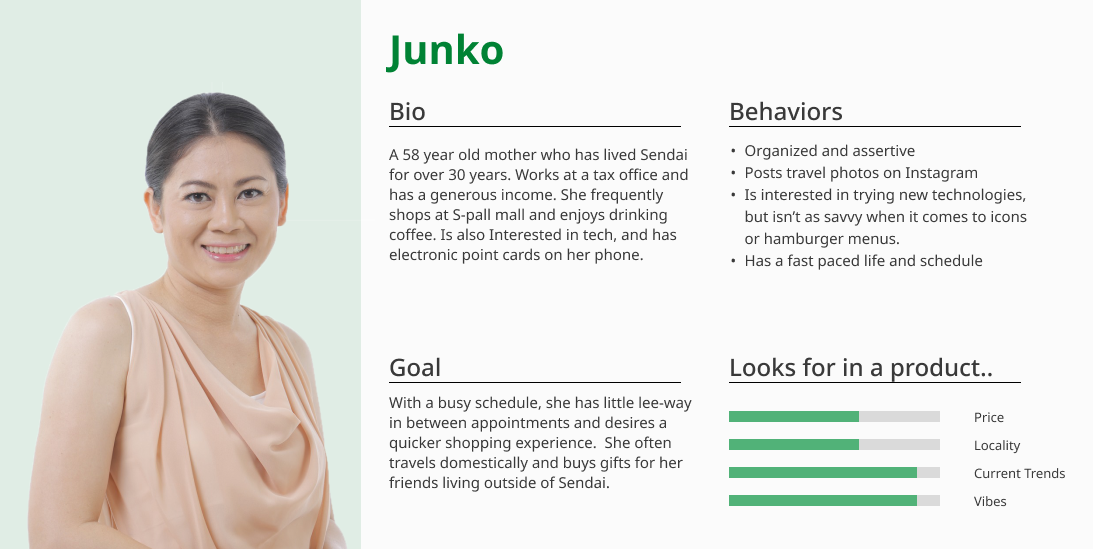 Junko
Bio
A 58 year old mother who has lived Sendai
for over 30 years. Works at a tax office and
has a generous income. She frequently
shops at S-pall mall and enjoys drinking
coffee. Is also Interested in tech, and has
electronic point cards on her phone.
Behaviors
• Organized and assertive
• Posts travel photos on Instagram
• Is interested in trying new technologies,
but isn’t as savvy when it comes to icons
or hamburger menus.
• Has a fast paced life and schedule
Goal
With a busy schedule, she has little lee-way
in between appointments and desires a
quicker shopping experience.  She often
travels domestically and buys gifts for her
friends living outside of Sendai.
Looks for in a product..
Price
Locality
Current Trends
Vibes